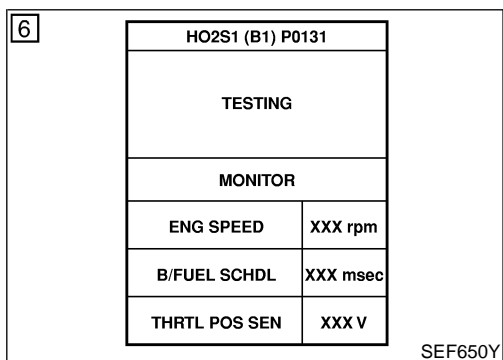 6
HO2S1 (B1) P0131
TESTING
MONITOR
ENG SPEED XXX rpm
B/FUEL SCHDL XXX msec
THRTL POS SEN XXX V
SEF650Y